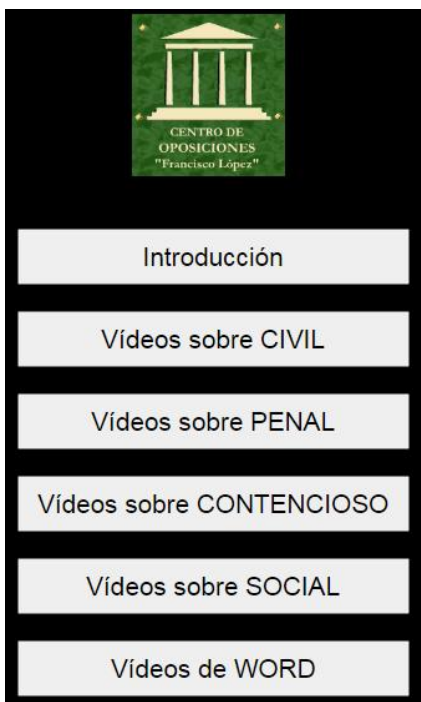 CENTRO DE
OPOSICIONES
"Francisco López"
Introducción
Vídeos sobre CIVIL
Vídeos sobre PENAL
Vídeos sobre CONTENCIOSO
Vídeos sobre SOCIAL
Vídeos de WORD